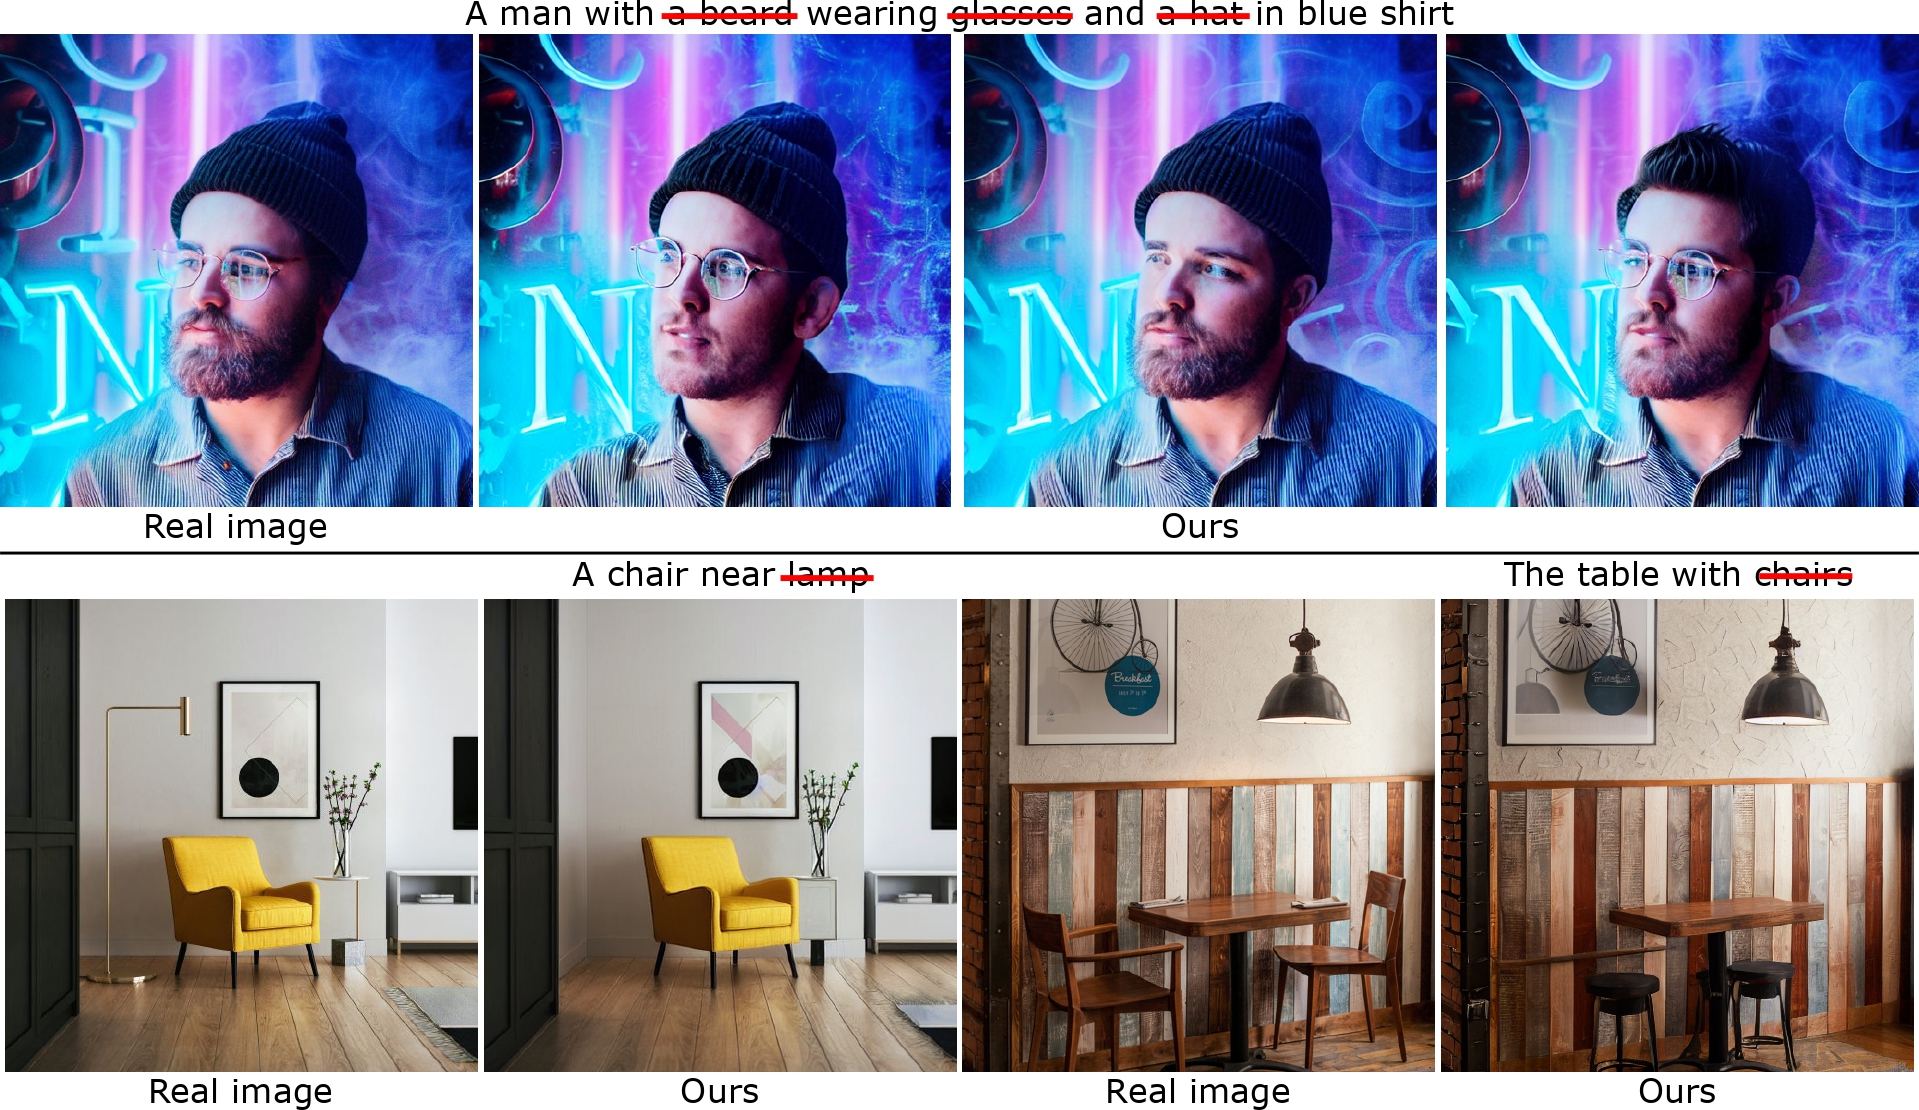 A man with a beard wearing glasses and a hat in blue shirt
N
N
N
N
Real image
Ours
A chair near lamp
The table with chairs
Breakfast
Breakfast
Real image
Ours
Real image
Ours